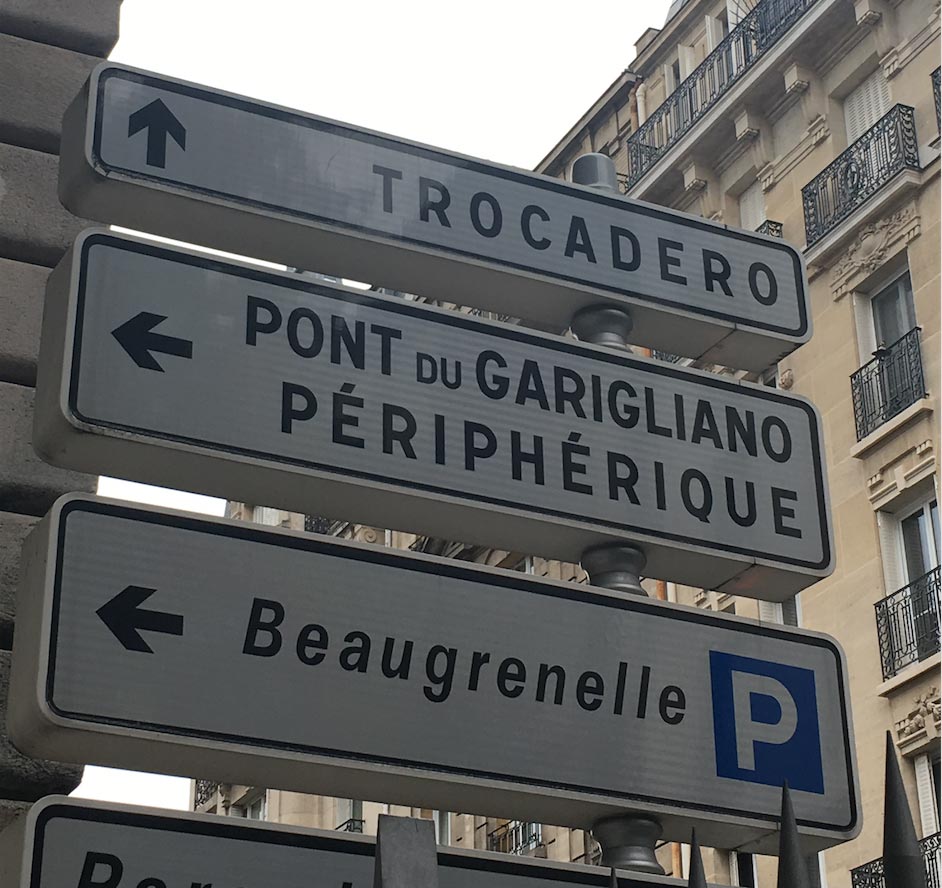 TROCADERO
PONT DU GARIGLIANO
PÉRIPHÉRIQUE
Beaugrenelle P